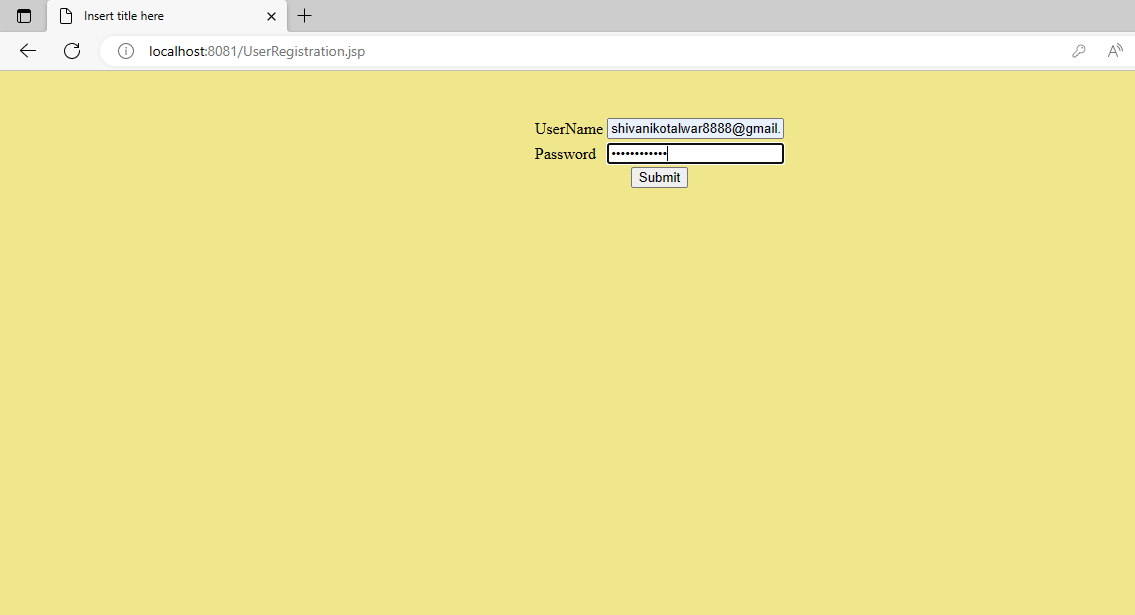 Insert title here
localhost:8081/UserRegistration.jsp
UserName shivanikotalwar8888@gmail.
Password ••••••••••••
Submit